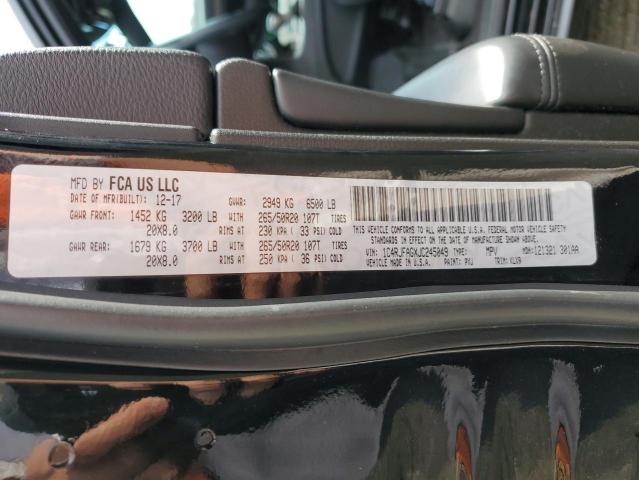 MFD BY FCA US LLC
DATE OF MFR(BUILT): 12-17 GVWR: 2949 KG 6500 LB
GAWR FRONT: 1452 KG 3200 LB WITH 265/50R20 107T TIRES
20X8.0 RIMS AT 230 KPA ( 33 PSI) COLD
GAWR REAR: 1679 KG 3700 LB WITH 265/50R20 107T TIRES
20X8.0 RIMS AT 250 KPA ( 36 PSI) COLD
THIS VEHICLE CONFORMS TO ALL APPLICABLE U.S.A. FEDERAL MOTOR VEHICLE SAFETY
STANDARDS IN EFFECT ON THE DATE OF MANUFACTURE SHOWN ABOVE.
VIN: 1C4RJFAGXJC245049 TYPE: MPV MDH: 121321 301AA
VEHICLE MADE IN U.S.A. PAINT: PXJ TRIM: XLX9